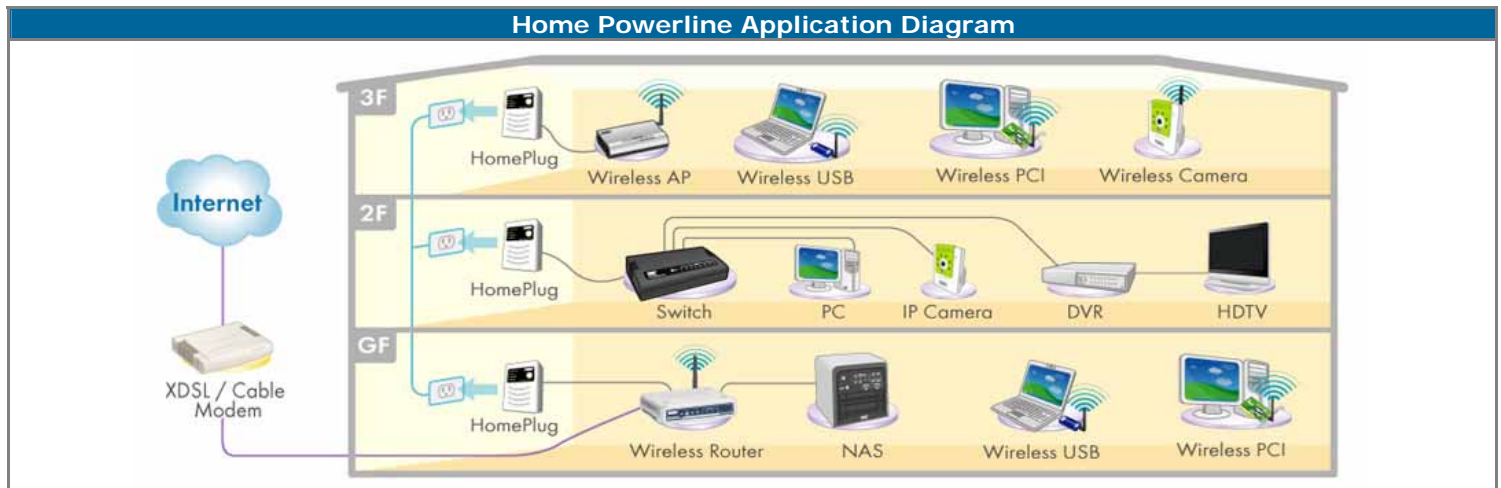 Home Powerline Application Diagram
3F
HomePlug
Wireless AP
Wireless USB
Wireless PCI
Wireless Camera
Internet
2F
HomePlug
Switch
PC
IP Camera
DVR
HDTV
XDSL / Cable
Modem
GF
HomePlug
Wireless Router
NAS
Wireless USB
Wireless PCI